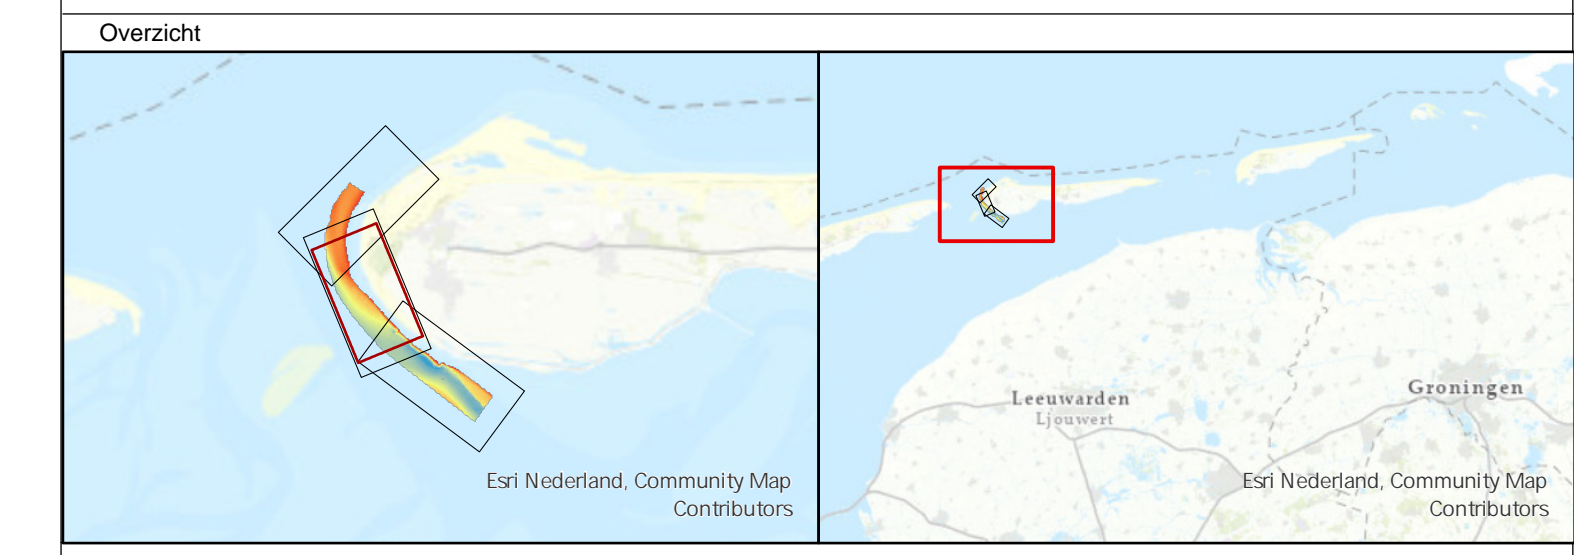 Overzicht
Esri Nederland, Community Map
Contributors
Leeuwarden
Ljouwert
Groningen
Esri Nederland, Community Map
Contributors